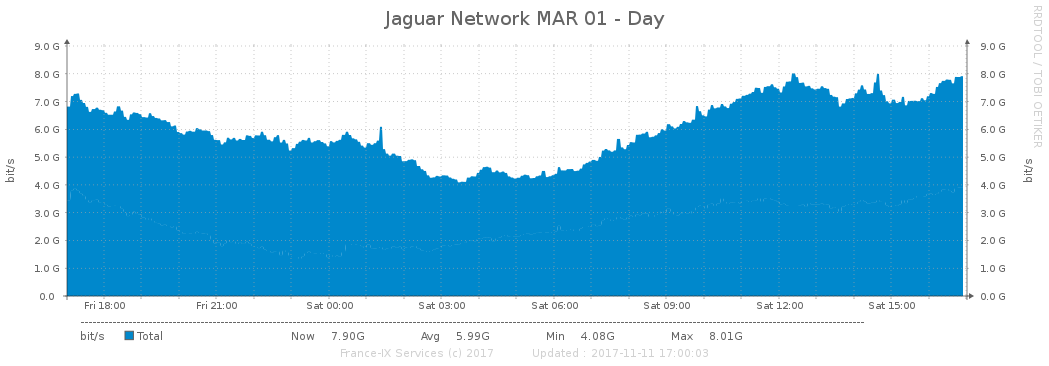 Jaguar Network MAR 01 - Day
RRDTOOL / TOBI OETIKER
bit/s
9.0 G 9.0 G
8.0 G 8.0 G
7.0 G 7.0 G
6.0 G 6.0 G
5.0 G 5.0 G
4.0 G 4.0 G
3.0 G 3.0 G
2.0 G 2.0 G
1.0 G 1.0 G
0.0 0.0 G
bit/s
Fri 18:00 Fri 21:00 Sat 00:00 Sat 03:00 Sat 06:00 Sat 09:00 Sat 12:00 Sat 15:00
bit/s Total Now 7.90G Avg 5.99G Min 4.08G Max 8.01G
France-IX Services (c) 2017 Updated : 2017-11-11 17:00:03